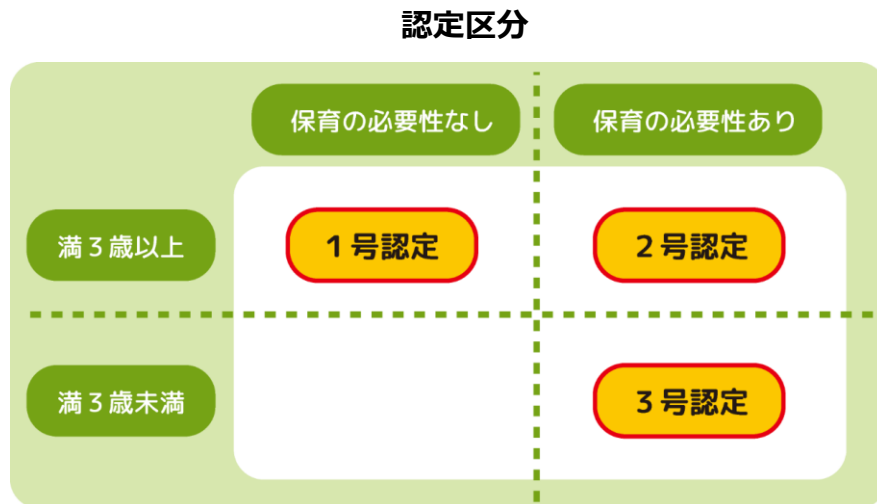 認定区分
保育の必要性なし
保育の必要性あり
満３歳以上
１号認定
２号認定
満３歳未満
３号認定